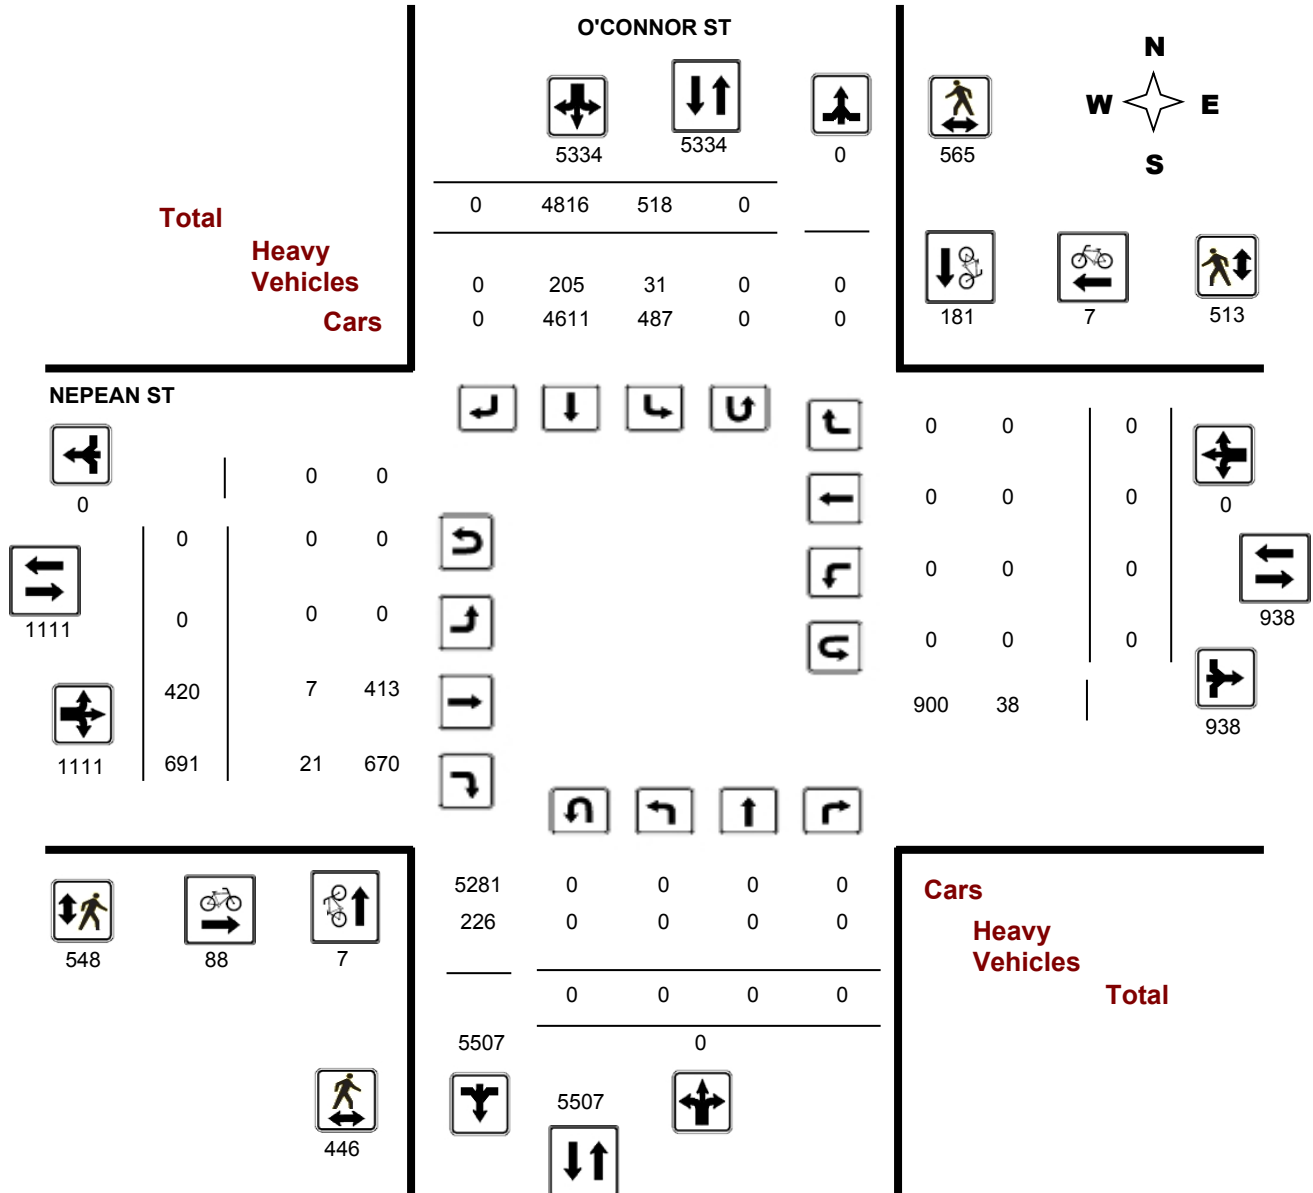 O'CONNOR ST
N
W E
S
5334 5334 0 565
0 4816 518 0
Total
Heavy
Vehicles
0 205 31 0 0
Cars
0 4611 487 0 0
181 7 513
NEPEAN ST
0 0 0
0 0
0
0 0 0
0
0 0 0
0 0 0
1111
0 0 0
938
0 0 0
0 0 0
420 7 413
900 38
938
1111 691 21 670
5281 0 0 0 0
Cars
226 0 0 0 0
Heavy
Vehicles
548 88 7
0 0 0 0
Total
5507 0
5507
446